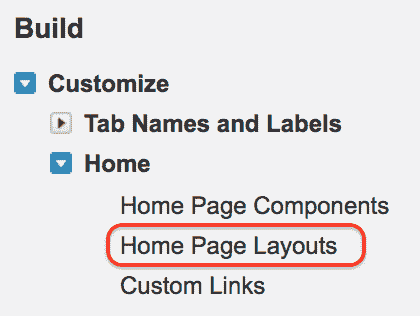 Build
Customize
Tab Names and Labels
Home
Home Page Components
Home Page Layouts
Custom Links